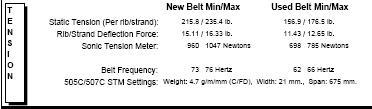 TENSION
New Belt Min/Max Used Belt Min/Max
Static Tension (Per rib/strand): 215.8 / 235.4 lb. 156.9 / 176.5 lb.
Rib/Strand Deflection Force: 15.11 / 16.33 lb. 11.43 / 12.65 lb.
Sonic Tension Meter: 960 1047 Newtons 698 785 Newtons
Belt Frequency: 73 76 Hertz 62 66 Hertz
505C/507C STM Settings: Weight: 4.7 g/m/m (C/FD), Width: 21 mm., Span: 675 mm.